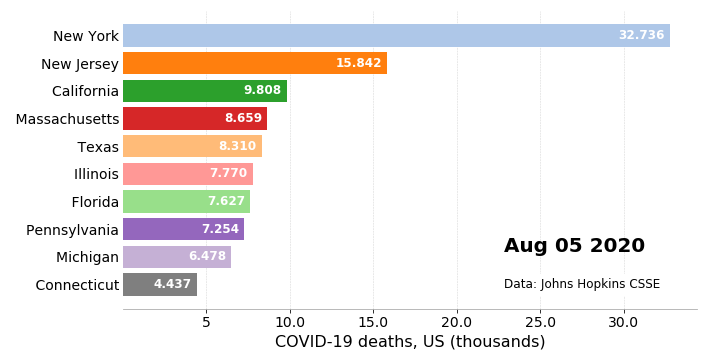 New York 32.736
New Jersey 15.842
California 9.808
Massachusetts 8.659
Texas 8.310
Illinois 7.770
Florida 7.627
Pennsylvania 7.254
Michigan 6.478
Connecticut 4.437
Aug 05 2020
Data: Johns Hopkins CSSE
5 10.0 15.0 20.0 25.0 30.0
COVID-19 deaths, US (thousands)